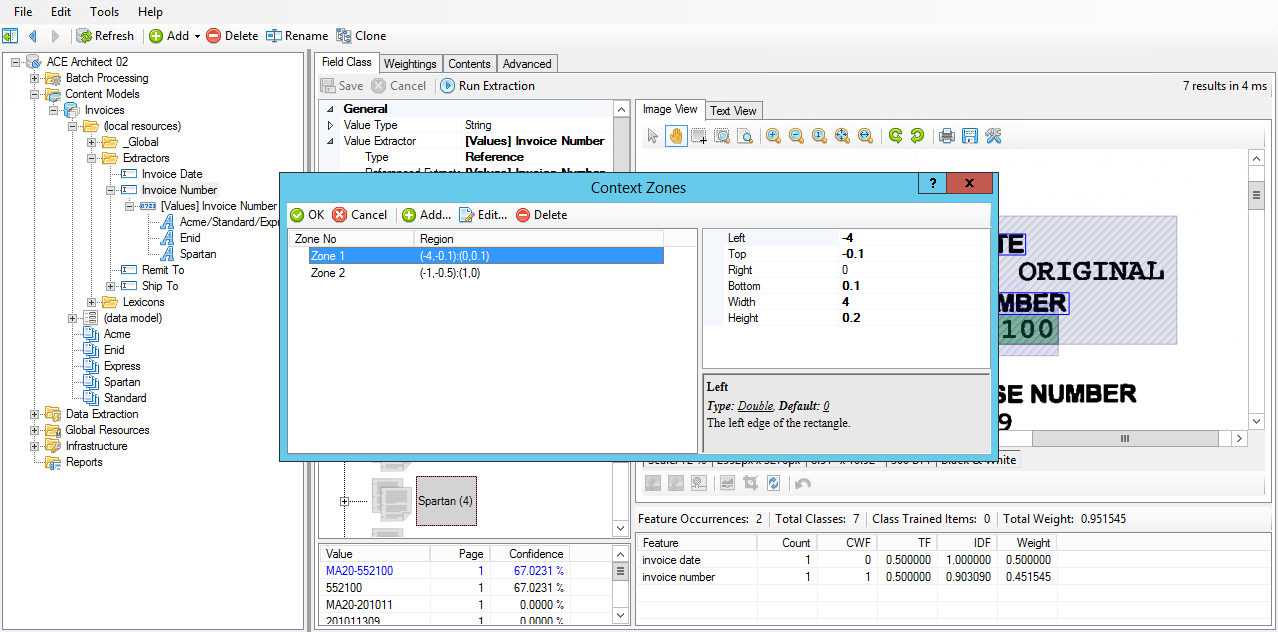 File Edit Tools Help
Refresh Add Delete Rename Clone
ACE Architect 02
Batch Processing
Content Models
Invoices
(local resources)
_Global
Extractors
Invoice Date
Invoice Number
[Values] Invoice Number
Acme/Standard/Expr
Enid
Spartan
Remit To
Ship To
Lexicons
(data model)
Acme
Enid
Express
Spartan
Standard
Data Extraction
Global Resources
Infrastructure
Reports
Field Class Weightings Contents Advanced
Save Cancel Run Extraction 7 results in 4 ms
General
Value Type String
Value Extractor [Values] Invoice Number
Type Reference
Referenced Extract [Values] Invoice Number
Image View Text View
Context Zones ? x
OK Cancel Add... Edit... Delete
Zone No Region
Zone 1 (-4,-0.1):(0,0.1)
Zone 2 (-1,-0.5):(1,0)
Left -4
Top -0.1
Right 0
Bottom 0.1
Width 4
Height 0.2
Left
Type: Double, Default: 0
The left edge of the rectangle.
TE
ORIGINAL
MBER
100
SE NUMBER
9
Black & White
Spartan (4)
Value Page Confidence
MA20-552100 1 67.0231 %
552100 1 67.0231 %
MA20-201011 1 0.0000 %
201011309 1 0.0000 %
Feature Occurrences: 2 Total Classes: 7 Class Trained Items: 0 Total Weight: 0.951545
Feature Count CWF TF IDF Weight
invoice date 1 0 0.500000 1.000000 0.500000
invoice number 1 1 0.500000 0.903090 0.451545